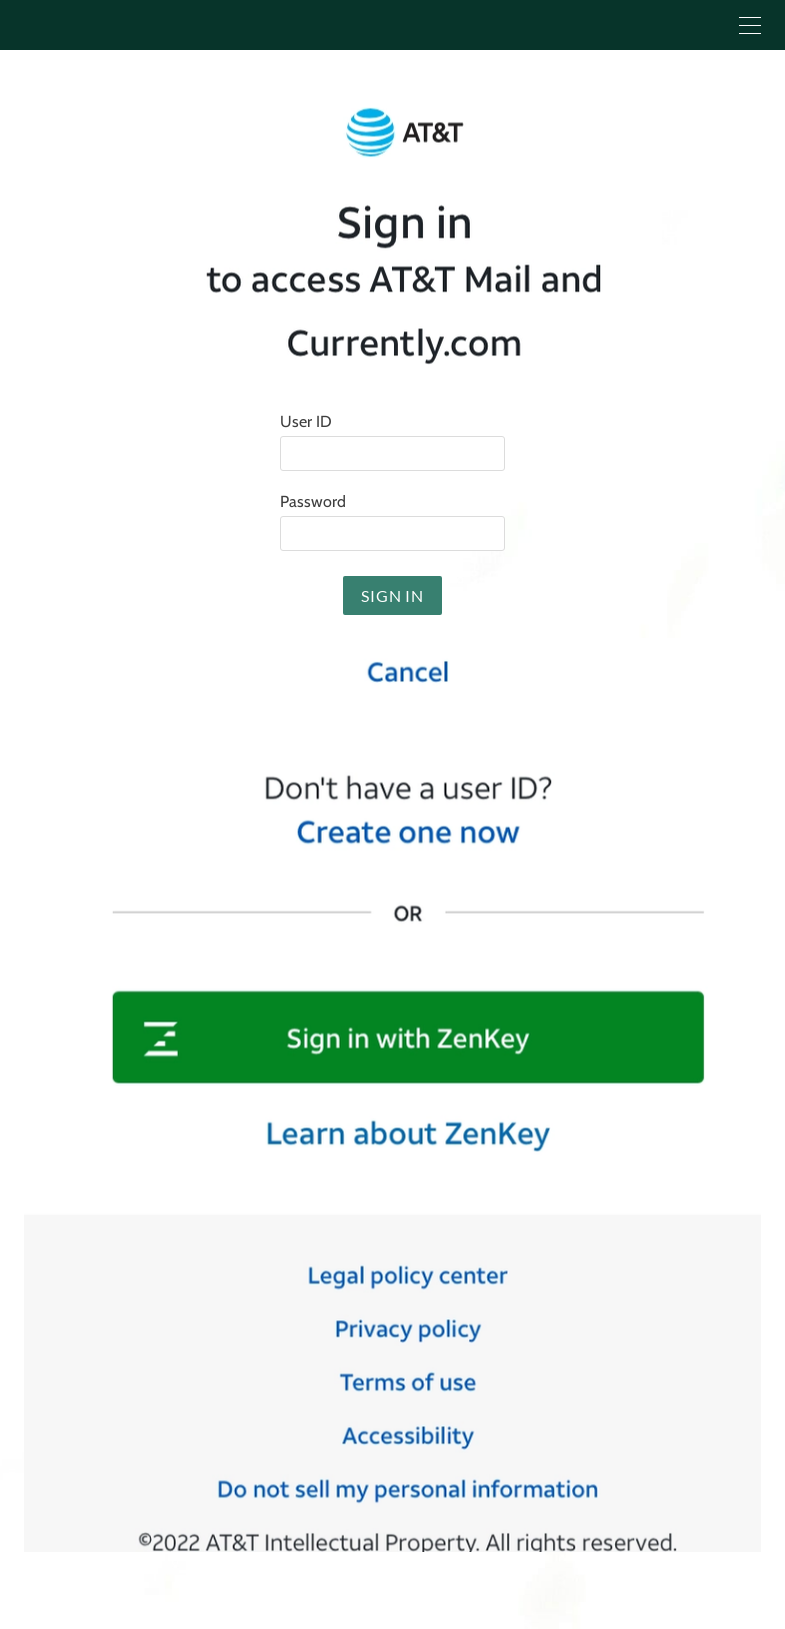 AT&T
Sign in
to access AT&T Mail and
Currently.com
User ID
Password
SIGN IN
Cancel
Don't have a user ID?
Create one now
OR
Sign in with ZenKey
Learn about ZenKey
Legal policy center
Privacy policy
Terms of use
Accessibility
Do not sell my personal information
©2022 AT&T Intellectual Property. All rights reserved.